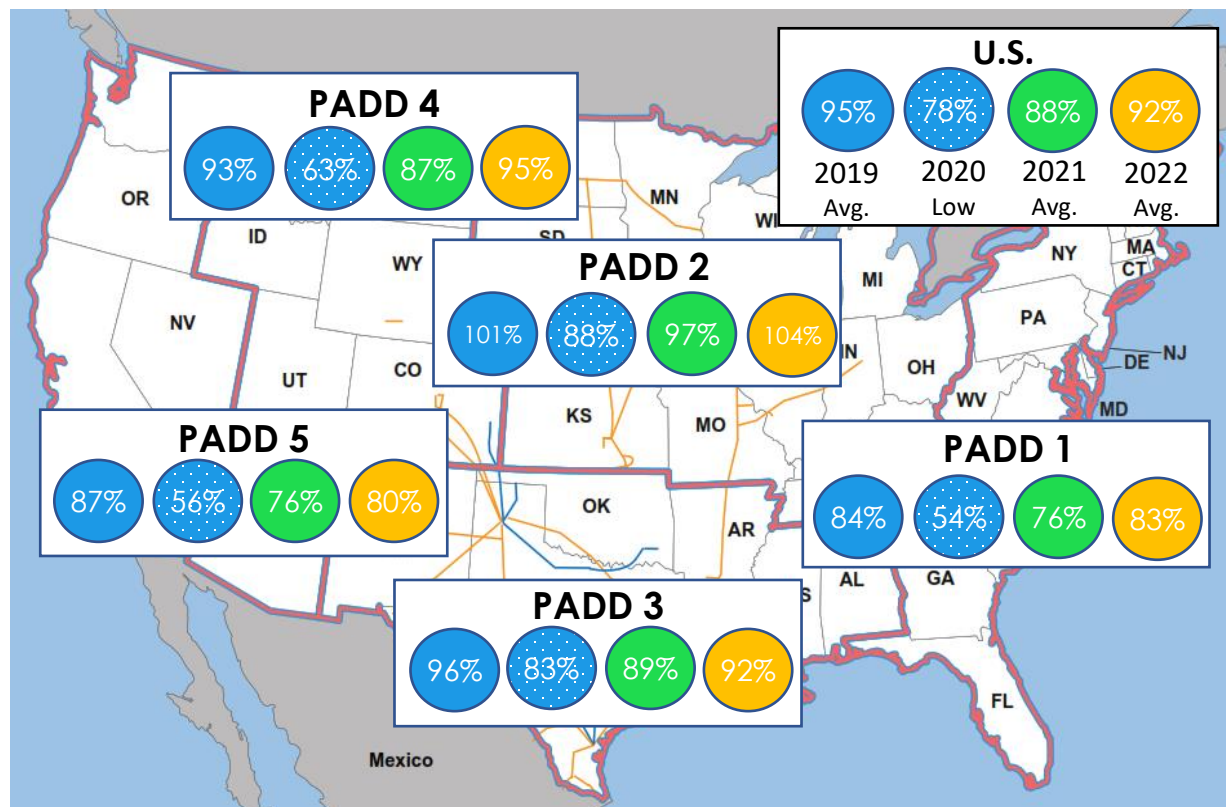 U.S.
95% 78% 88% 92%
2019 2020 2021 2022
Avg. Low Avg. Avg.
PADD 4
93% 63% 87% 95%
OR
MN
WI
ID
SD
WY
NY
MA
CT
MI
PADD 2
101% 88% 97% 104%
NV
PA
IN
OH
NJ
DE
UT
CO
WV
MD
KS
MO
PADD 5
87% 56% 76% 80%
PADD 1
84% 54% 76% 83%
OK
AR
AL
GA
S
PADD 3
96% 83% 89% 92%
FL
Mexico